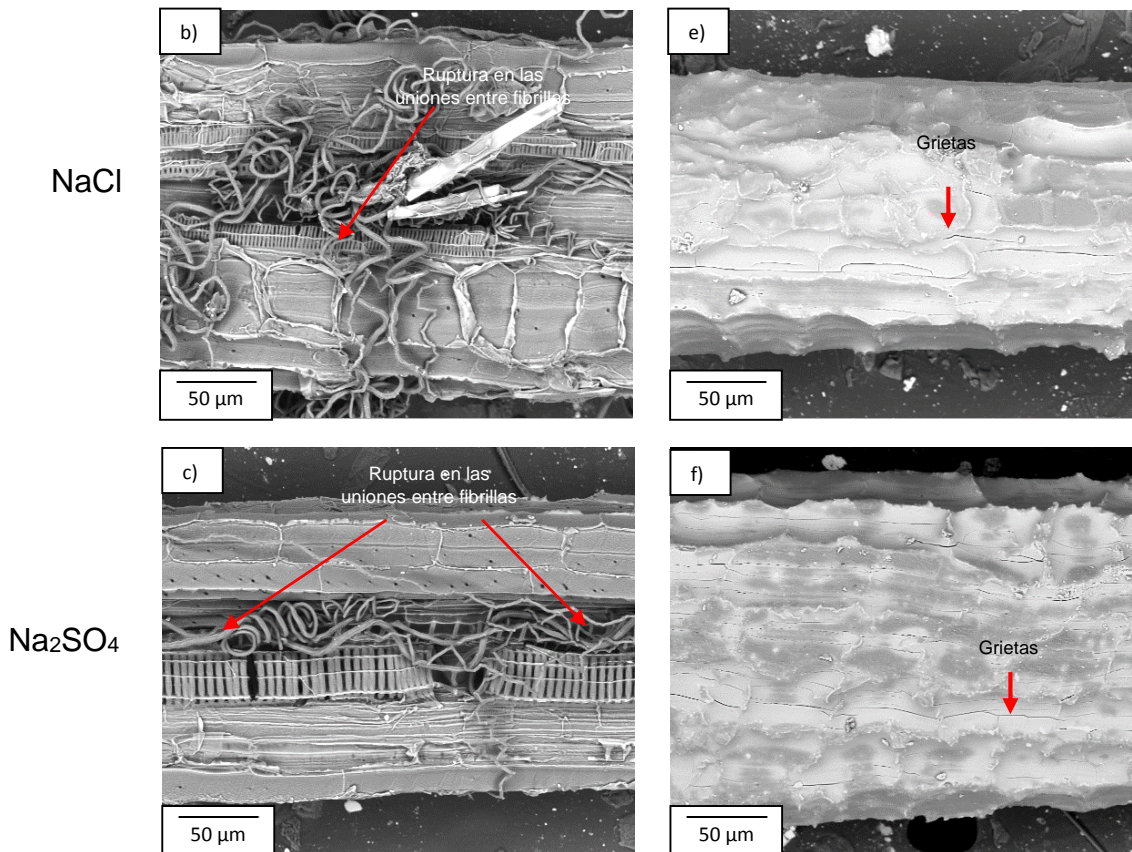 b)
Ruptura en las
uniones entre fibrillas
50 µm
NaCl
e)
Grietas
50 µm
c)
Ruptura en las
uniones entre fibrillas
50 µm
Na₂SO₄
f)
Grietas
50 µm